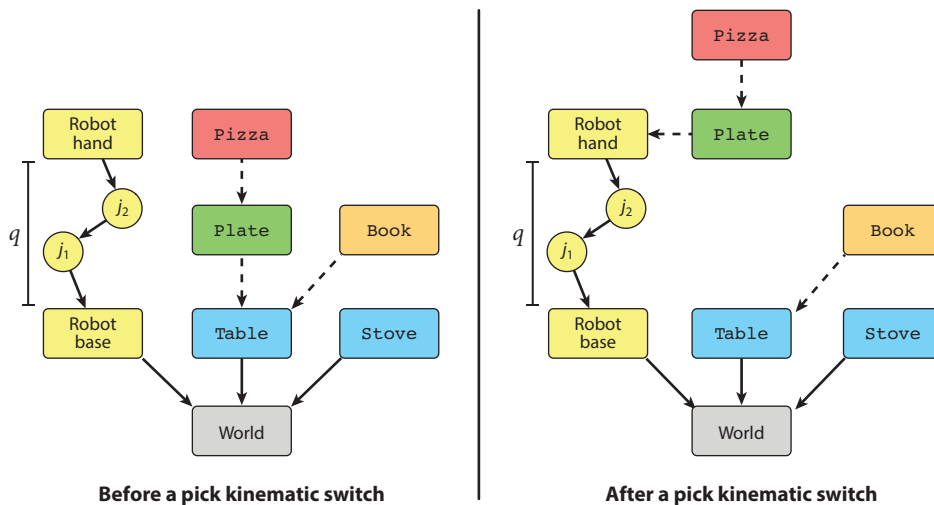 Robot
hand
Pizza
j2
q
j1
Plate
Book
Robot
base
Table
Stove
World
Before a pick kinematic switch
Pizza
Robot
hand
Plate
j2
q
j1
Book
Robot
base
Table
Stove
World
After a pick kinematic switch